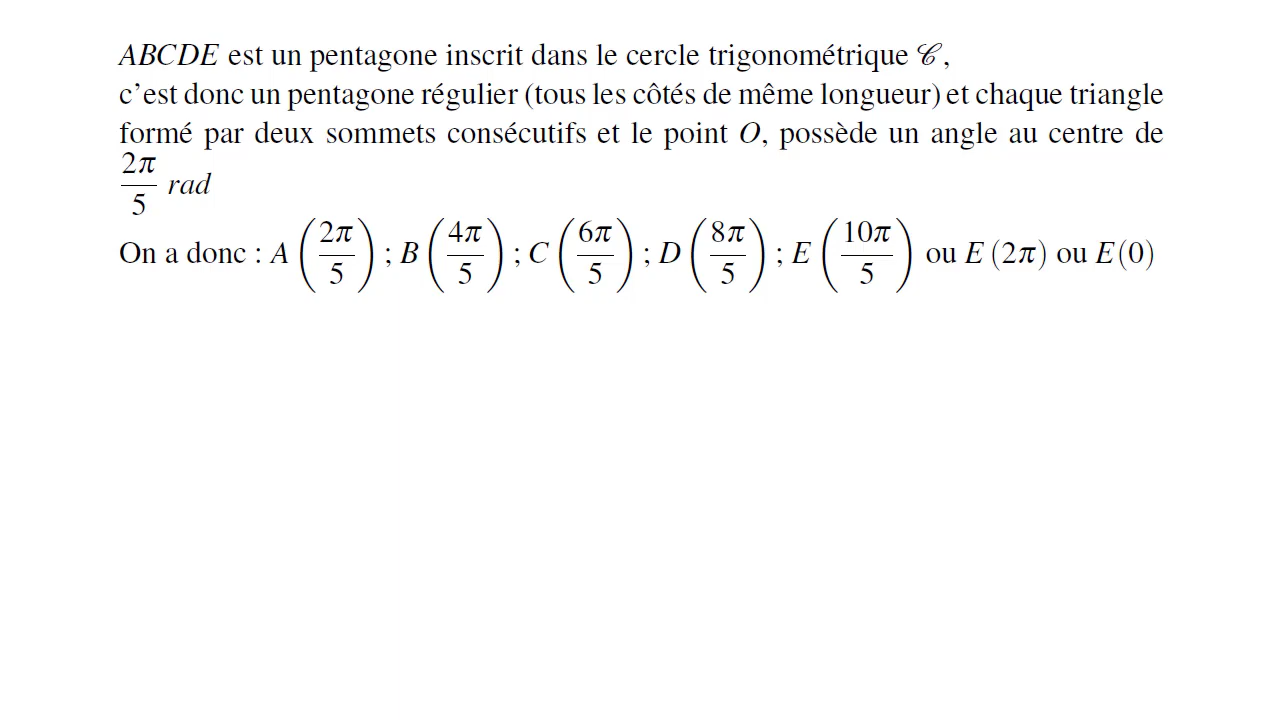 ABCDE est un pentagone inscrit dans le cercle trigonométrique 𝒞,
c'est donc un pentagone régulier (tous les côtés de même longueur) et chaque triangle
formé par deux sommets consécutifs et le point O, possède un angle au centre de
2π/5 rad
On a donc : A (2π/5) ; B (4π/5) ; C (6π/5) ; D (8π/5) ; E (10π/5) ou E (2π) ou E(0)